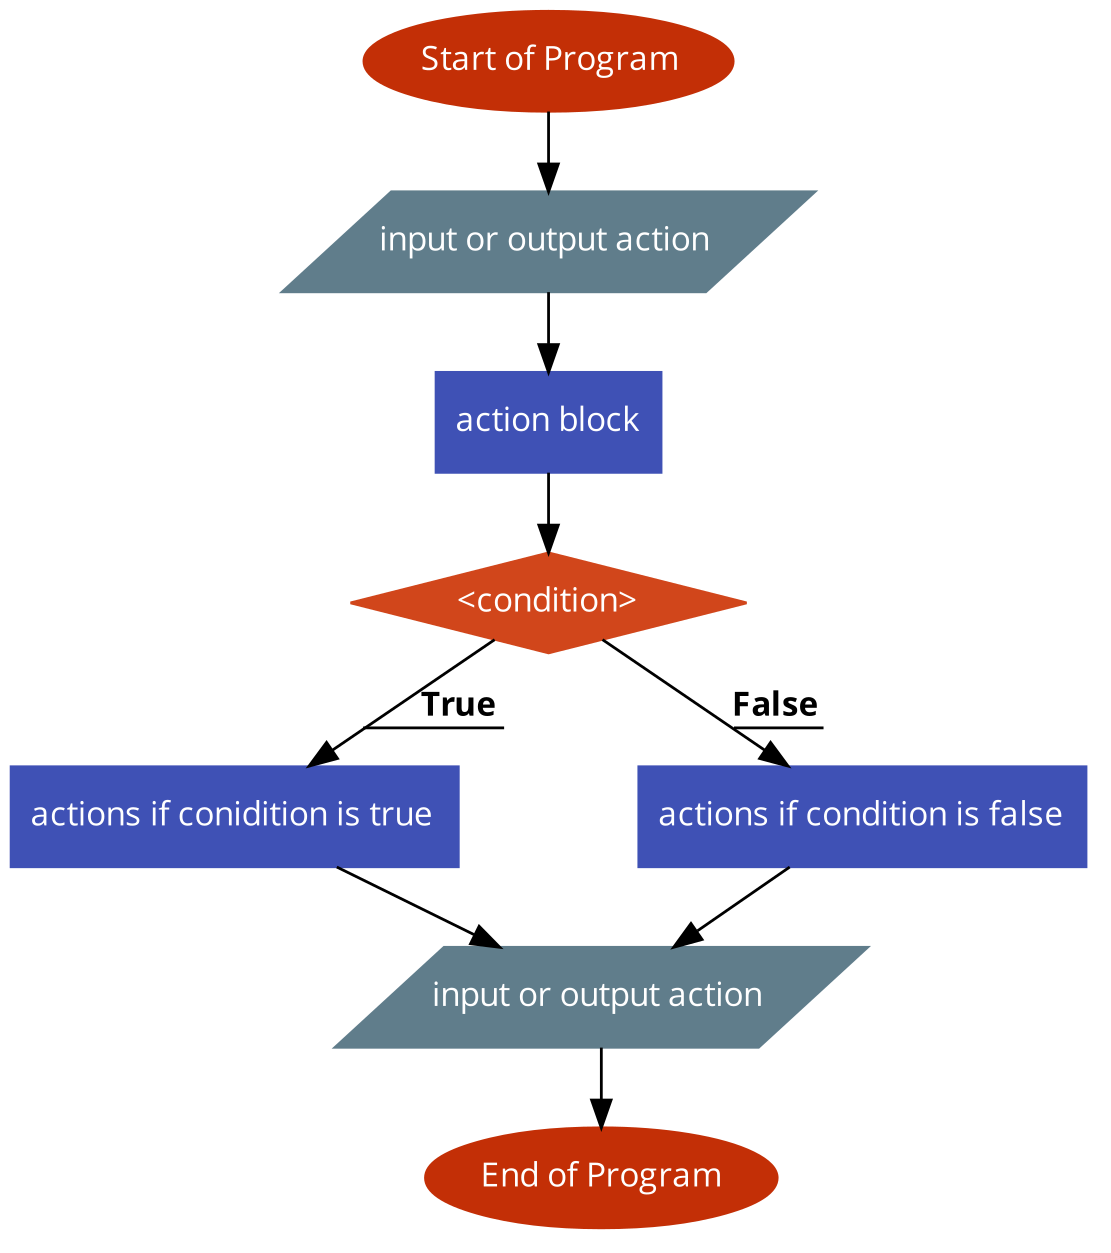 Start of Program
input or output action
action block
<condition>
True
False
actions if conidition is true
actions if condition is false
input or output action
End of Program